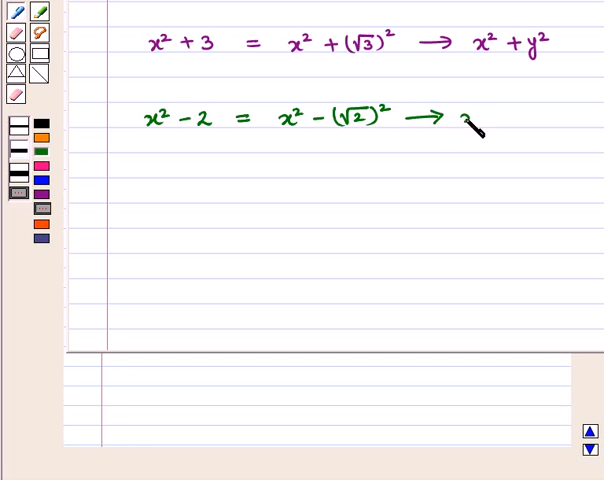 x² + 3 = x² + (√3)² → x² + y²
x² - 2 = x² - (√2)² →